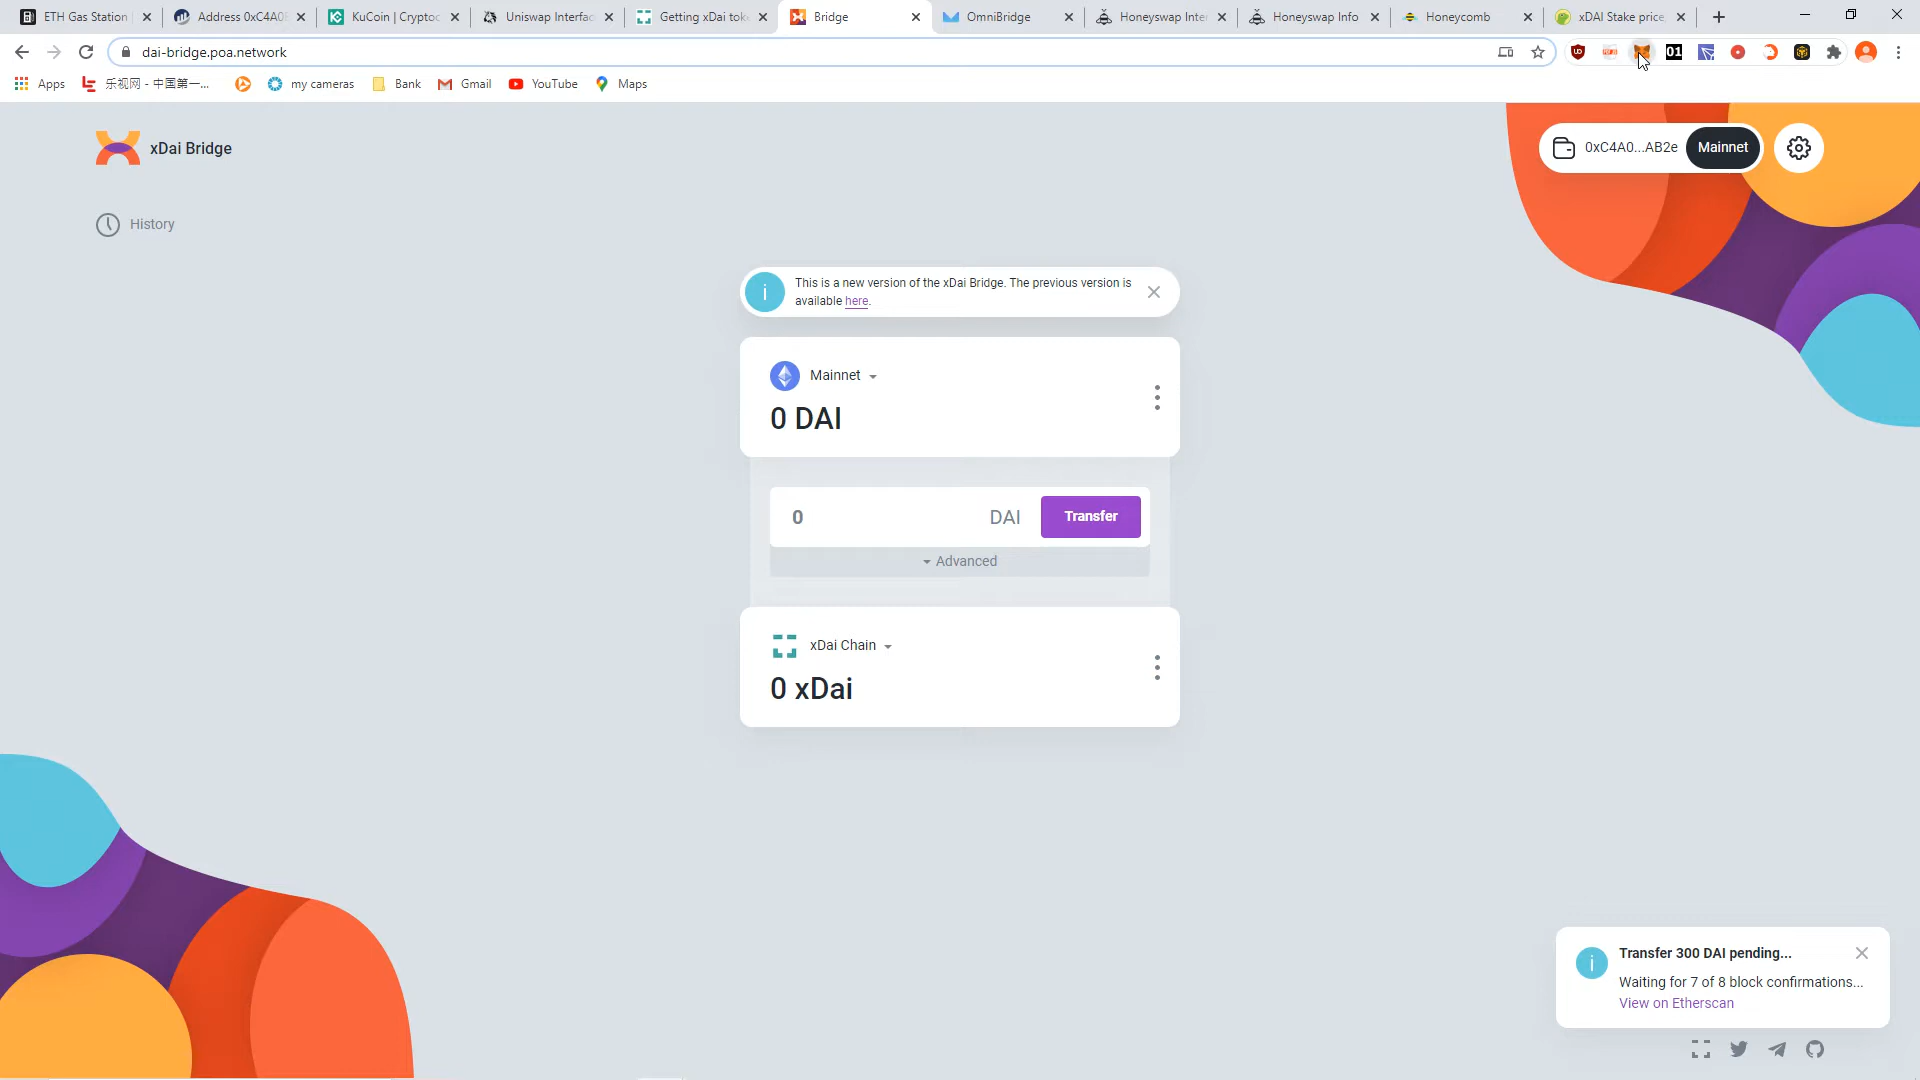 ETH Gas Station
Address 0xC4A0
KuCoin | Cryptoc
Uniswap Interfac
Getting xDai tok
Bridge
OmniBridge
Honeyswap Inter
Honeyswap Info
Honeycomb
xDAI Stake price
dai-bridge.poa.network
01
Apps
乐视网 - 中国第一...
my cameras
Bank
Gmail
YouTube
Maps
xDai Bridge
0xC4A0...AB2e
Mainnet
History
This is a new version of the xDai Bridge. The previous version is
available here.
Mainnet
0 DAI
0
DAI
Transfer
Advanced
xDai Chain
0 xDai
Transfer 300 DAI pending...
Waiting for 7 of 8 block confirmations...
View on Etherscan